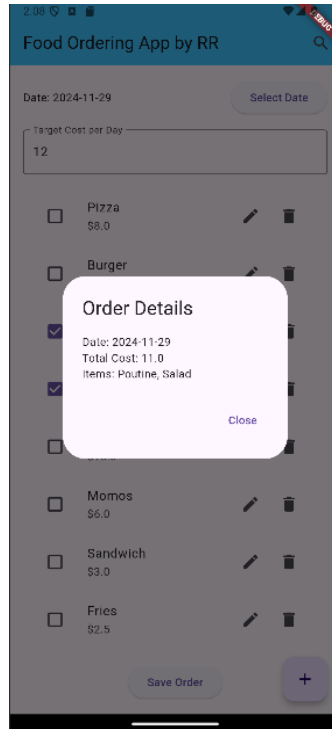 2:08
DEBUG
Food Ordering App by RR
Date: 2024-11-29
Select Date
Target Cost per Day
12
Pizza
$8.0
Burger
Order Details
Date: 2024-11-29
Total Cost: 11.0
Items: Poutine, Salad
Close
Momos
$6.0
Sandwich
$3.0
Fries
$2.5
Save Order
+